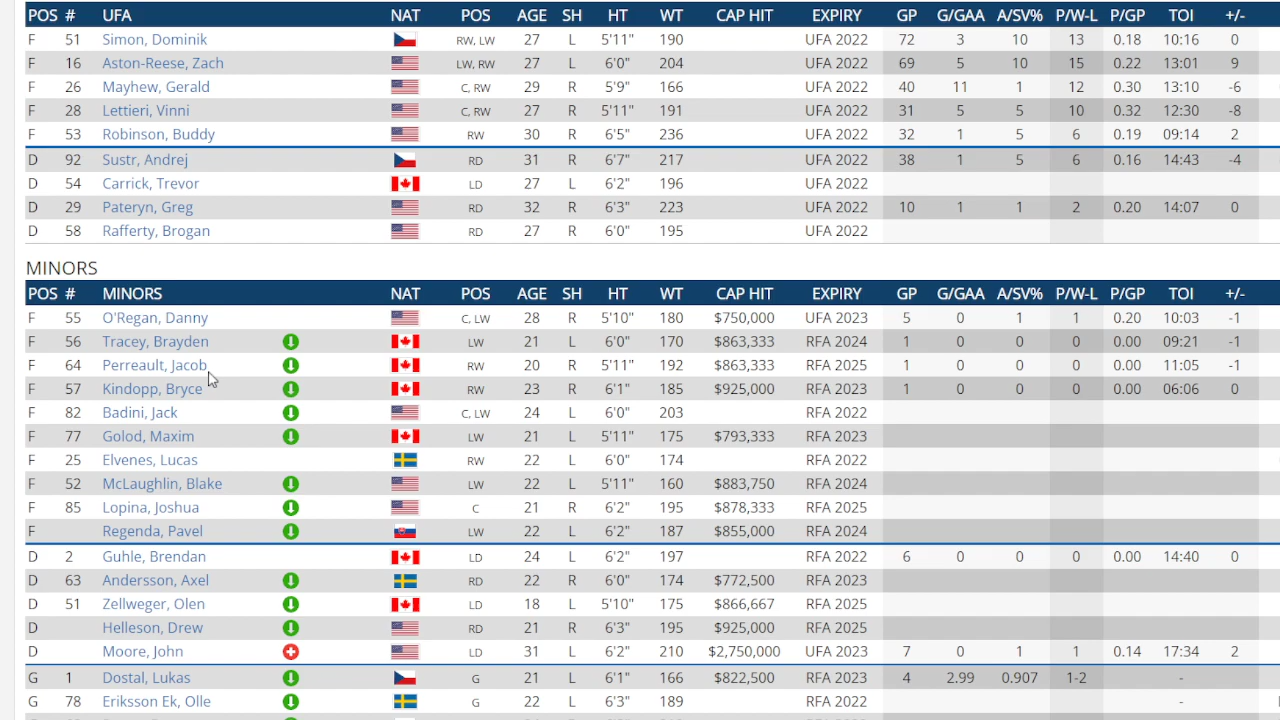 POS # UFA NAT POS AGE SH HT WT CAP HIT EXPIRY GP G/GAA A/SV% P/W-L P/GP TOI +/-
F 51 Simon, Dominik RW, LW 27 L 5'11" 190 UFA 2022 72 3 10 13 0.18 10:16 0
F 16 Aston-Reese, Zach LW, RW 27 L 6'0" 204 UFA 2022 69 5 10 15 0.22 13:01 9
F 26 Mayhew, Gerald C, RW 29 R 5'9" 166 UFA 2022 40 11 1 12 0.30 13:10 -6
F 28 Lettieri, Vinni C, RW 27 R 5'11" UFA 2022 31 5 5 10 0.32 12:30 -8
F 53 Robinson, Buddy RW 30 R 6'5" 236 UFA 2022 32 1 5 6 0.19 09:14 2
D 92 Sustr, Andrej RD 31 R 6'7" 217 UFA 2022 38 1 5 6 0.16 14:43 -4
D 54 Carrick, Trevor LD 27 L 6'2" 196 UFA 2022
D 29 Pateryn, Greg RD 32 R 6'3" UFA 2022 10 1 1 2 0.20 14:07 0
D 58 Rafferty, Brogan RD 27 R 6'0" 195 UFA 2022
MINORS
POS # MINORS NAT POS AGE SH HT WT CAP HIT EXPIRY GP G/GAA A/SV% P/W-L P/GP TOI +/-
F 55 O'Regan, Danny C, LW 28 R 5'10" 180 $750,000 UFA 2023 5 0 1 1 0.20 10:05 -1
F 56 Tracey, Brayden LW 21 L 6'0" 170 $863,333 RFA 2024 1 0 0 0 0.00 09:21 -1
F 64 Perreault, Jacob RW 20 R 5'11" 192 $863,333 RFA 2025 1 0 0 0 0.00 11:05 -1
F 57 Kindopp, Bryce RW 23 R 6'1" 185 $925,000 RFA 2023 1 0 0 0 0.00 06:06 0
F 82 Badini, Jack C, LW 24 L 6'0" 203 RFA 2022
F 77 Golod, Maxim LW 21 L 5'11" 175 $793,333 RFA 2023
F 25 Elvenes, Lucas RW 22 L 6'0" RFA 2022
F 52 McLaughlin, Blake LW 22 L 5'11" $883,750 RFA 2024
F 85 Lopina, Joshua C 21 R 6'2" 195 $878,333 RFA 2025
F Regenda, Pavel LW 22 L 6'2" $855,000 RFA 2024
D 2 Guhle, Brendan LD 24 L 6'2" 197 RFA 2022 6 0 0 0 0.00 14:40 0
D 63 Andersson, Axel RD 22 R 6'0" $772,500 RFA 2023
D 51 Zellweger, Olen LD 18 L 5'10" 175 $866,667 RFA 2025
D Helleson, Drew RD 21 R 6'3" $925,000 RFA 2025
D Moore, John LD 31 L 6'2" 210 $2,750,000 UFA 2023 7 0 1 1 0.14 17:34 2
G 1 Dostal, Lukas G 21 L 6'1" 166 $822,500 RFA 2023 4 2.99 0.907 1-2 -
G 78 Eriksson Ek, Olle G 22 L 6'3" RFA 2022 - -